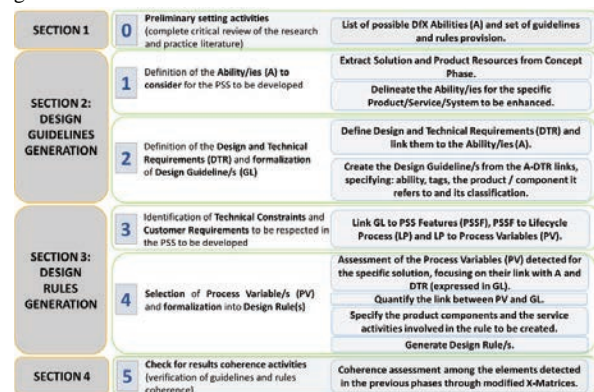 SECTION 1
0
Preliminary setting activities
(complete critical review of the research
and practice literature)
List of possible DfX Abilities (A) and set of guidelines
and rules provision.
SECTION 2:
DESIGN
GUIDELINES
GENERATION
1
Definition of the Ability/ies (A) to
consider for the PSS to be developed
Extract Solution and Product Resources from Concept
Phase.
Delineate the Ability/ies for the specific
Product/Service/System to be enhanced.
2
Definition of the Design and Technical
Requirements (DTR) and formalization
of Design Guideline/s (GL)
Define Design and Technical Requirements (DTR) and
link them to the Ability/ies (A).
Create the Design Guideline/s from the A-DTR links,
specifying: ability, tags, the product / component it
refers to and its classification.
SECTION 3:
DESIGN
RULES
GENERATION
3
Identification of Technical Constraints and
Customer Requirements to be respected in
the PSS to be developed
Link GL to PSS Features (PSSF), PSSF to Lifecycle
Process (LP) and LP to Process Variables (PV).
4
Selection of Process Variable/s (PV)
and formalization into Design Rule(s)
Assessment of the Process Variables (PV) detected for
the specific solution, focusing on their link with A and
DTR (expressed in GL).
Quantify the link between PV and GL.
Specify the product components and the service
activities involved in the rule to be created.
Generate Design Rule/s.
SECTION 4
5
Check for results coherence activities
(verification of guidelines and rules
coherence)
Coherence assessment among the elements detected
in the previous phases through modified X-Matrices.